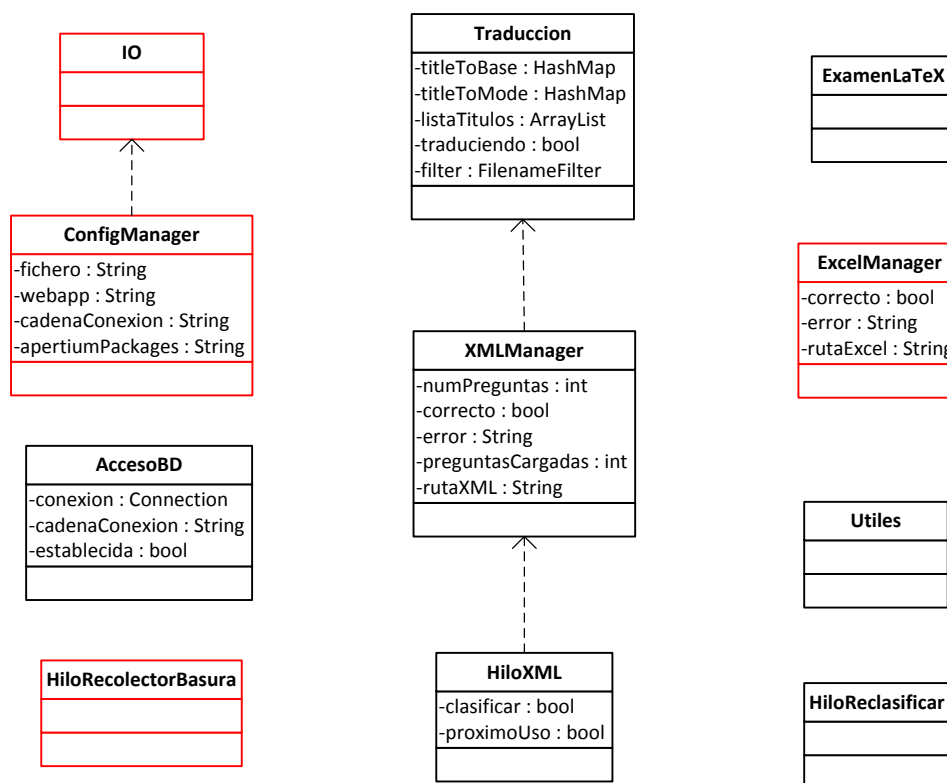 IO
ConfigManager
-fichero : String
-webapp : String
-cadenaConexion : String
-apertiumPackages : String
AccesoBD
-conexion : Connection
-cadenaConexion : String
-establecida : bool
HiloRecolectorBasura
Traduccion
-titleToBase : HashMap
-titleToMode : HashMap
-listaTitulos : ArrayList
-traduciendo : bool
-filter : FilenameFilter
XMLManager
-numPreguntas : int
-correcto : bool
-error : String
-preguntasCargadas : int
-rutaXML : String
HiloXML
-clasificar : bool
-proximoUso : bool
ExamenLaTeX
ExcelManager
-correcto : bool
-error : String
-rutaExcel : String
Utiles
HiloReclasificar